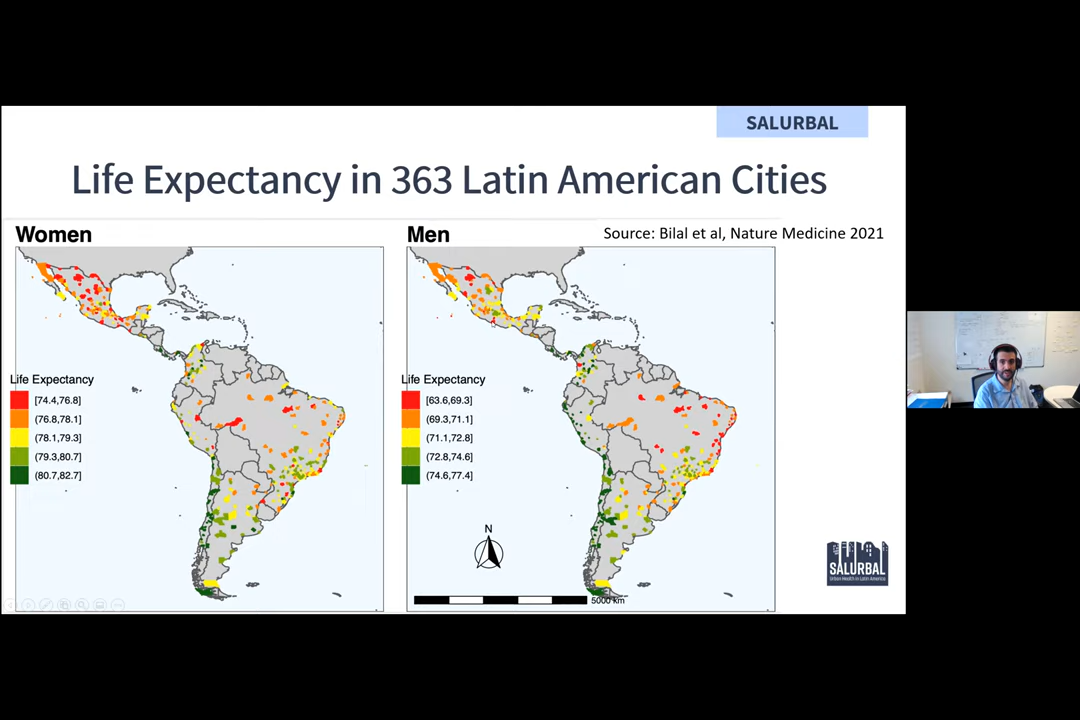 SALURBAL
Life Expectancy in 363 Latin American Cities
Women
Men
Source: Bilal et al, Nature Medicine 2021
Life Expectancy
[74.4,76.8]
(76.8,78.1]
(78.1,79.3]
(79.3,80.7]
(80.7,82.7]
Life Expectancy
[63.6,69.3]
(69.3,71.1]
(71.1,72.8]
(72.8,74.6]
(74.6,77.4]
N
5000 km
SALURBAL
Urban Health in Latin America